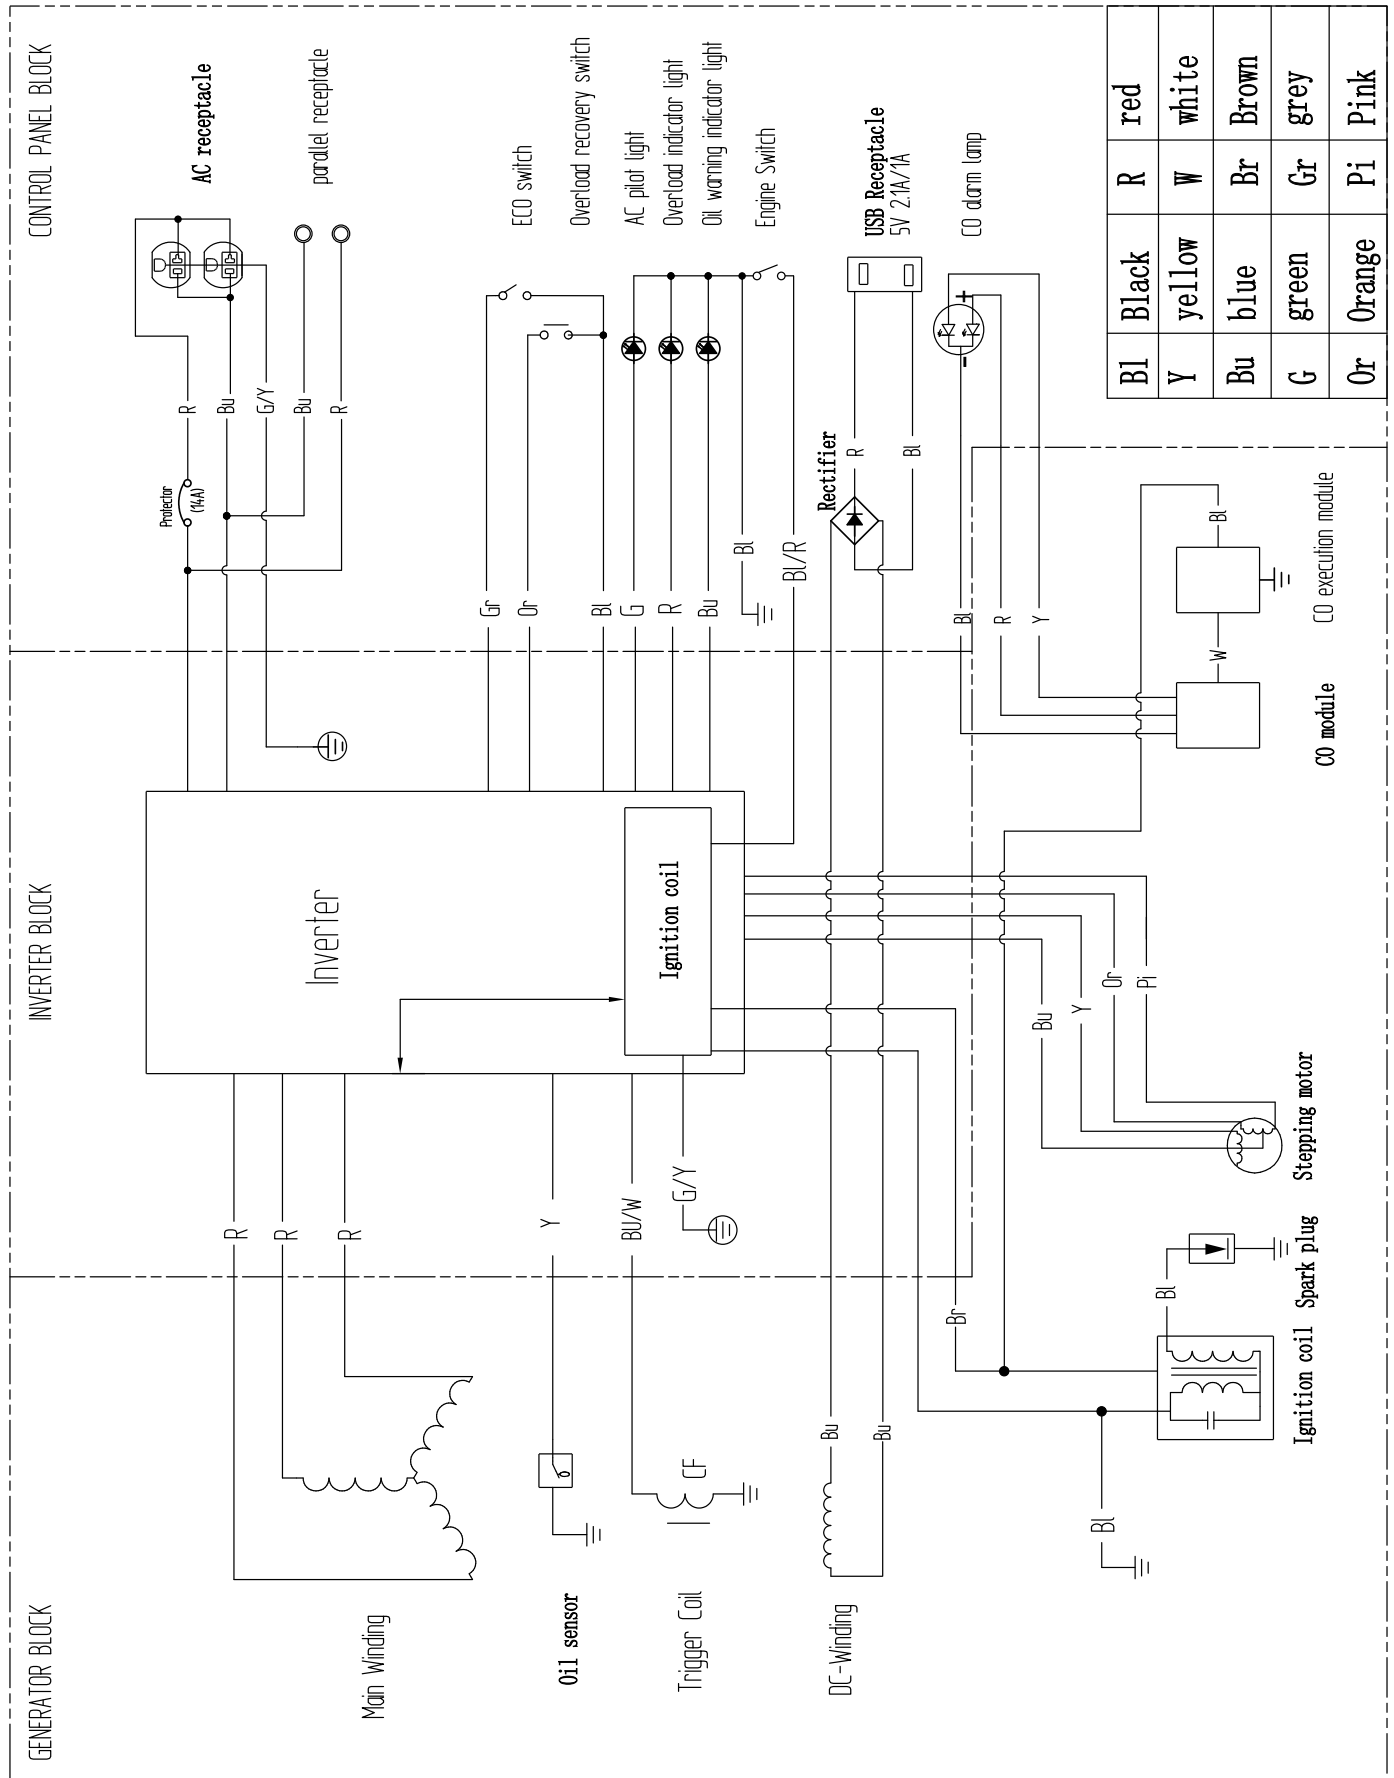 GENERATOR BLOCK
INVERTER BLOCK
CONTROL PANEL BLOCK
AC receptacle
parallel receptacle
Protector
(14A)
R
Bu
G/Y
Bu
R
ECO switch
Overload recovery switch
AC pilot light
Overload indicator light
Oil warning indicator light
Engine Switch
Gr
Or
Bl
G
R
Bu
Bl
Bl/R
Rectifier
R
Bl
USB Receptacle
5V 2.1A/1A
CO alarm lamp
Bl
R
Y
Inverter
Ignition coil
Main Winding
R
R
R
Oil sensor
Y
Trigger Coil
CF
BU/W
G/Y
DC-Winding
Bu
Bu
Br
Bl
Bl
Ignition coil
Spark plug
Stepping motor
Bu
Y
Or
Pi
CO module
W
CO execution module
Bl
Bl Black R red
Y yellow W white
Bu blue Br Brown
G green Gr grey
Or Orange Pi Pink